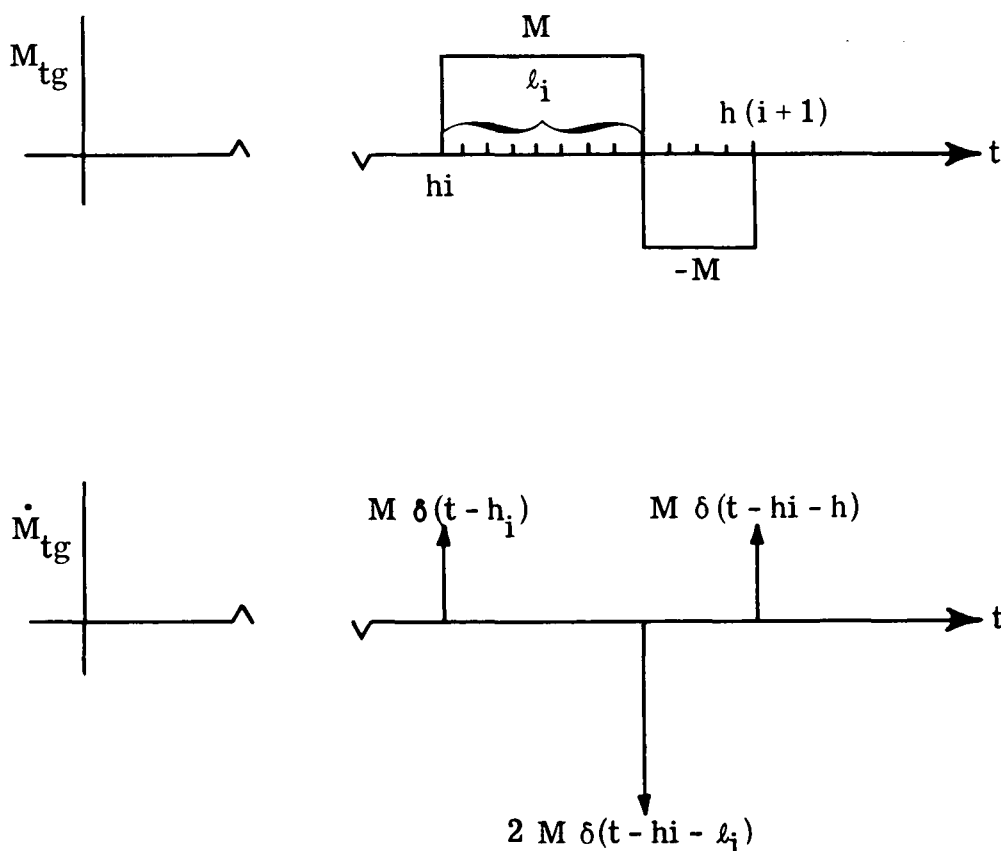 M
M_tg
ℓ_i
h (i + 1)
t
hi
-M
M δ(t - h_i)
M δ(t - hi - h)
Ṁ_tg
t
2 M δ(t - hi - ℓ_i)